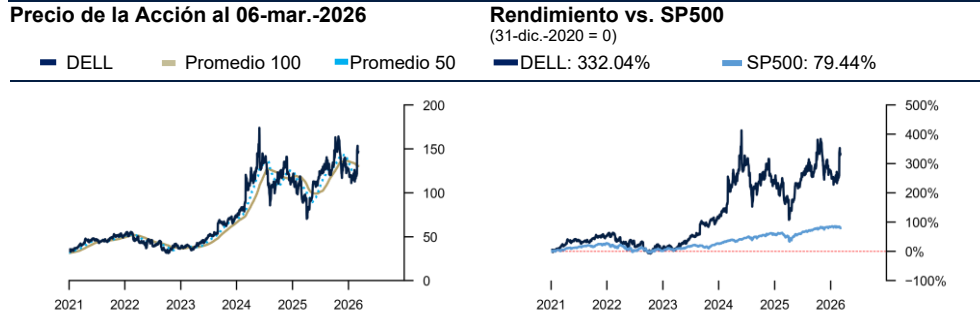 Precio de la Acción al 06-mar.-2026
DELL Promedio 100 Promedio 50
200
150
100
50
0
2021 2022 2023 2024 2025 2026
Rendimiento vs. SP500
(31-dic.-2020 = 0)
DELL: 332.04% SP500: 79.44%
500%
400%
300%
200%
100%
0%
−100%
2021 2022 2023 2024 2025 2026